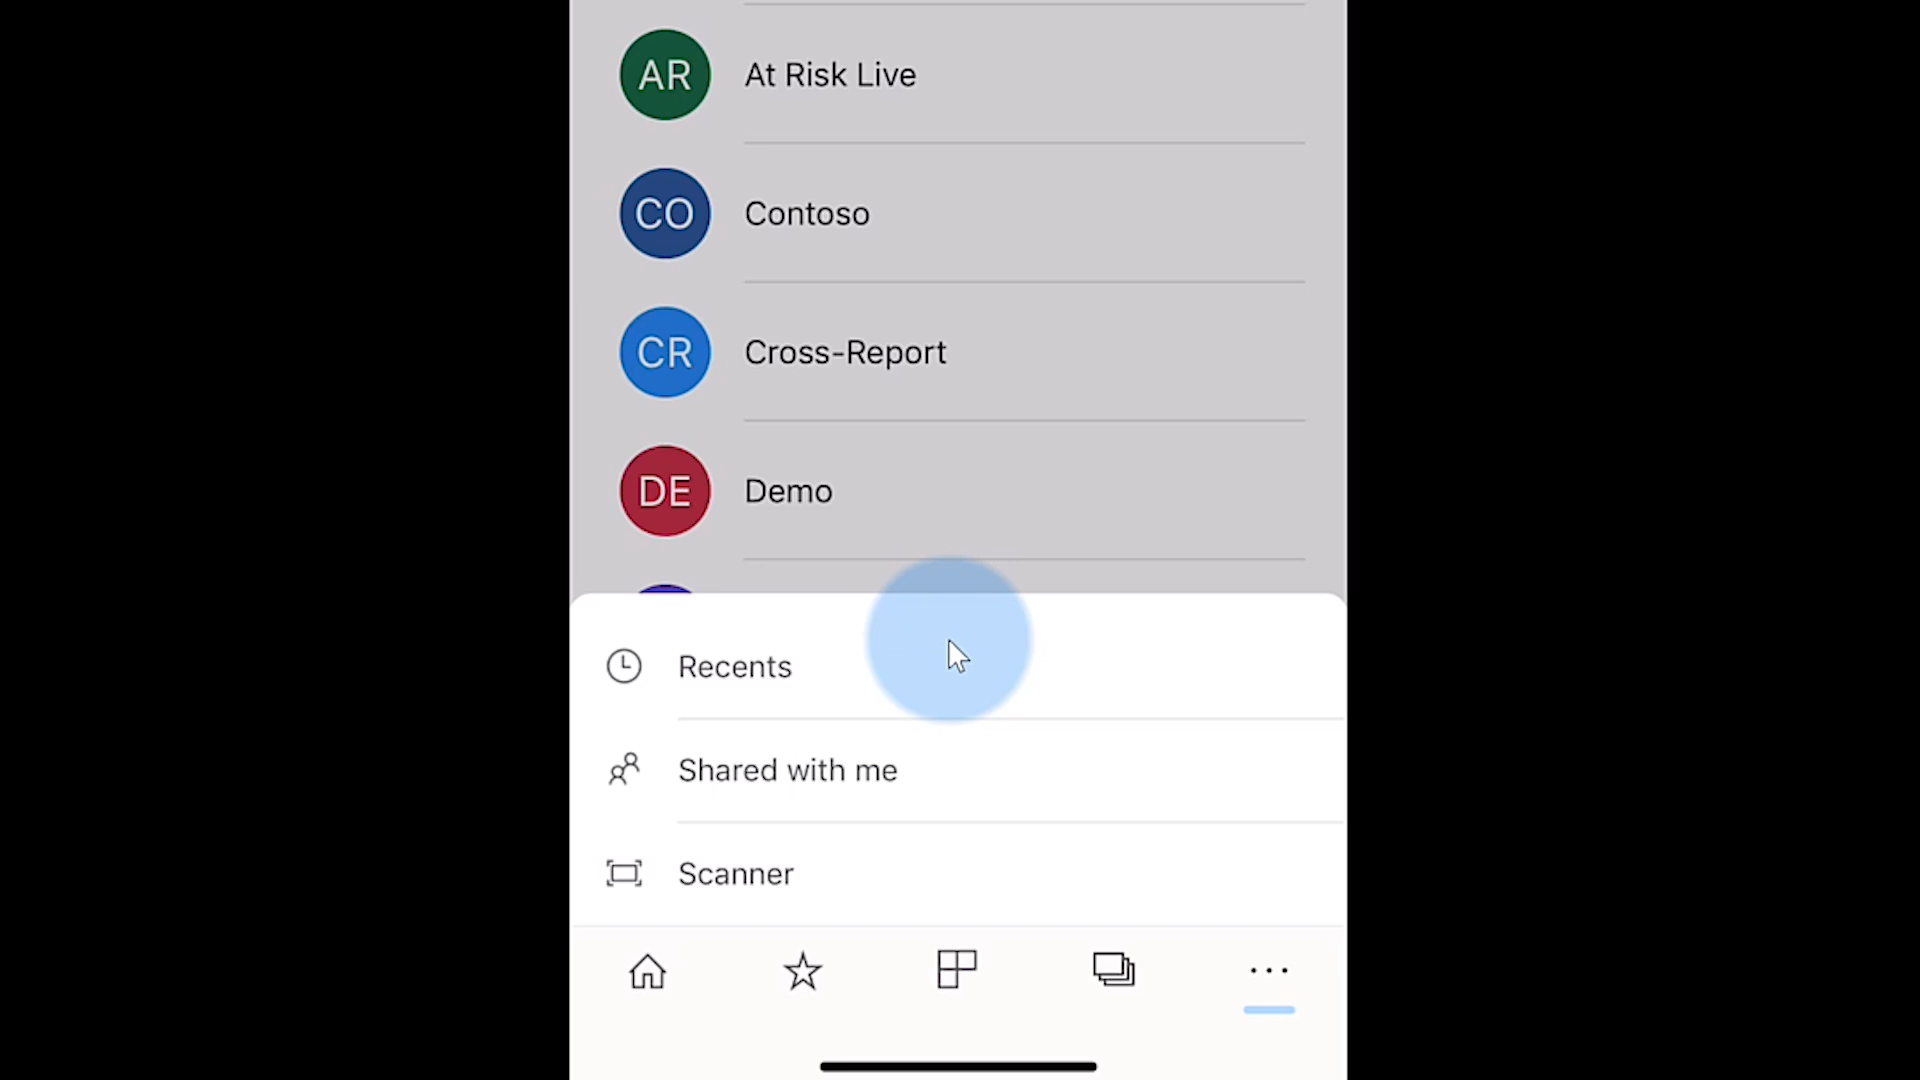 AR At Risk Live
CO Contoso
CR Cross-Report
DE Demo
Recents
Shared with me
Scanner